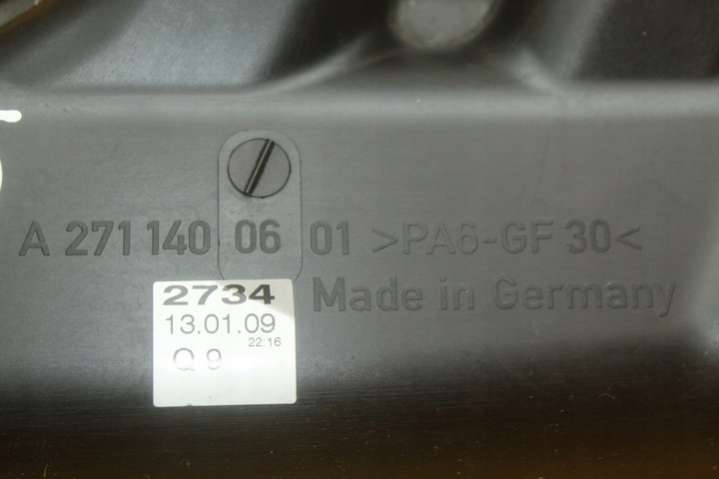 A 271 140 06 01 >PA6-GF 30<
Made in Germany
2734
13.01.09
22:16
Q 9